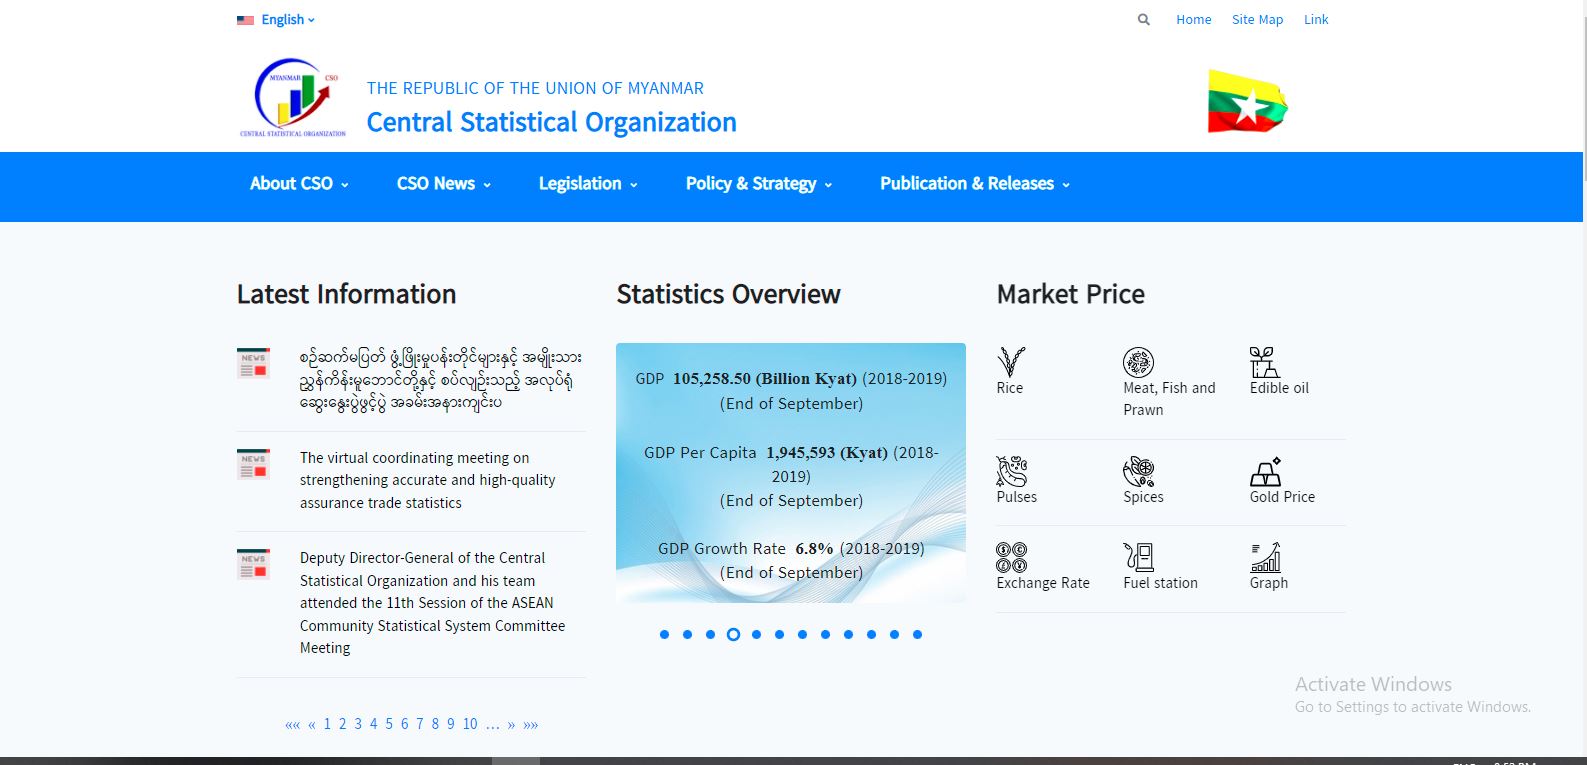 English
Home Site Map Link
MYANMAR CSO
CENTRAL STATISTICAL ORGANIZATION
THE REPUBLIC OF THE UNION OF MYANMAR
Central Statistical Organization
About CSO
CSO News
Legislation
Policy & Strategy
Publication & Releases
Latest Information
NEWS
စဉ်ဆက်မပြတ် ဖွံ့ဖြိုးမှုပန်းတိုင်များနှင့် အမျိုးသား
ညွှန်ကိန်းမူဘောင်တို့နှင့် စပ်လျဉ်းသည့် အလုပ်ရုံ
ဆွေးနွေးပွဲဖွင့်ပွဲ အခမ်းအနားကျင်းပ
NEWS
The virtual coordinating meeting on
strengthening accurate and high-quality
assurance trade statistics
NEWS
Deputy Director-General of the Central
Statistical Organization and his team
attended the 11th Session of the ASEAN
Community Statistical System Committee
Meeting
«« « 1 2 3 4 5 6 7 8 9 10 ... » »»
Statistics Overview
GDP 105,258.50 (Billion Kyat) (2018-2019)
(End of September)
GDP Per Capita 1,945,593 (Kyat) (2018-
2019)
(End of September)
GDP Growth Rate 6.8% (2018-2019)
(End of September)
Market Price
Rice
Meat, Fish and
Prawn
Edible oil
Pulses
Spices
Gold Price
Exchange Rate
Fuel station
Graph
Activate Windows
Go to Settings to activate Windows.